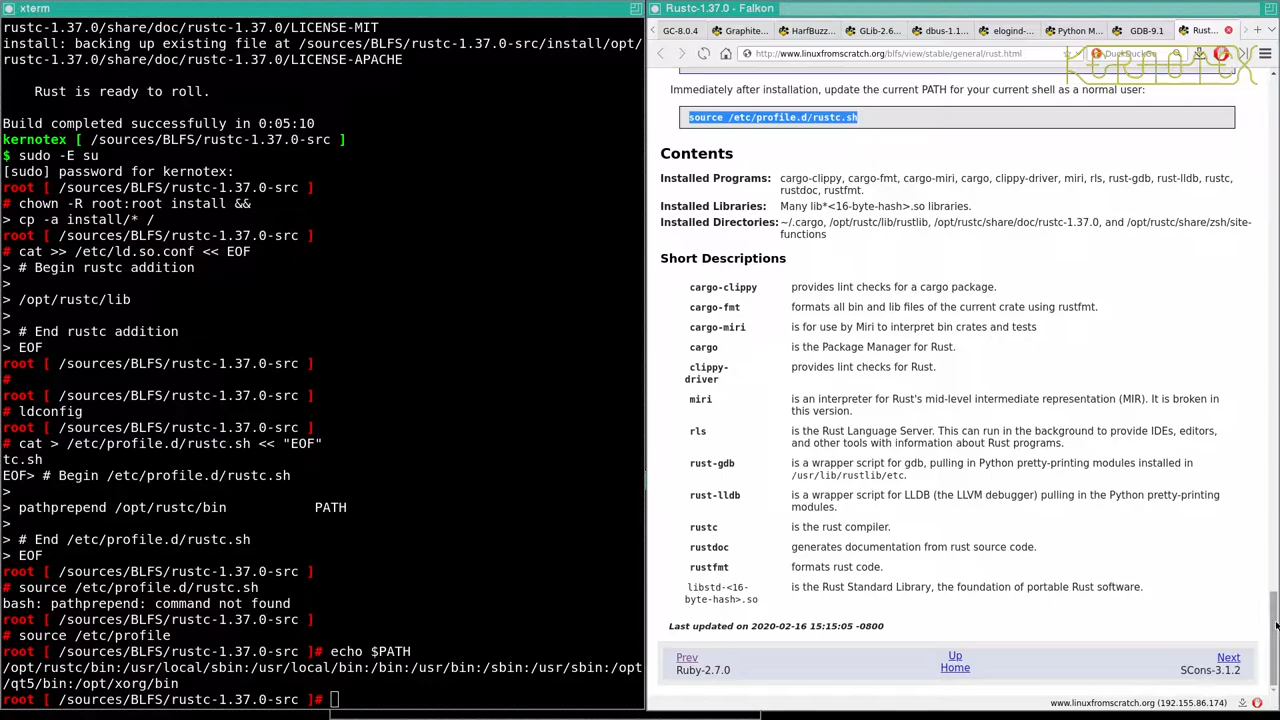 xterm
rustc-1.37.0/share/doc/rustc-1.37.0/LICENSE-MIT
install: backing up existing file at /sources/BLFS/rustc-1.37.0-src/install/opt/
rustc-1.37.0/share/doc/rustc-1.37.0/LICENSE-APACHE
Rust is ready to roll.
Build completed successfully in 0:05:10
kernotex [ /sources/BLFS/rustc-1.37.0-src ]
$ sudo -E su
[sudo] password for kernotex:
root [ /sources/BLFS/rustc-1.37.0-src ]
# chown -R root:root install &&
> cp -a install/* /
root [ /sources/BLFS/rustc-1.37.0-src ]
# cat >> /etc/ld.so.conf << EOF
> # Begin rustc addition
>
> /opt/rustc/lib
>
> # End rustc addition
> EOF
root [ /sources/BLFS/rustc-1.37.0-src ]
#
root [ /sources/BLFS/rustc-1.37.0-src ]
# ldconfig
root [ /sources/BLFS/rustc-1.37.0-src ]
# cat > /etc/profile.d/rustc.sh << "EOF"
tc.sh
EOF> # Begin /etc/profile.d/rustc.sh
>
> pathprepend /opt/rustc/bin           PATH
>
> # End /etc/profile.d/rustc.sh
> EOF
root [ /sources/BLFS/rustc-1.37.0-src ]
# source /etc/profile.d/rustc.sh
bash: pathprepend: command not found
root [ /sources/BLFS/rustc-1.37.0-src ]
# source /etc/profile
root [ /sources/BLFS/rustc-1.37.0-src ]# echo $PATH
/opt/rustc/bin:/usr/local/sbin:/usr/local/bin:/bin:/usr/bin:/sbin:/usr/sbin:/opt
/qt5/bin:/opt/xorg/bin
root [ /sources/BLFS/rustc-1.37.0-src ]#
Rustc-1.37.0 - Falkon
GC-8.0.4 Graphite... HarfBuzz... GLib-2.6... dbus-1.1... elogind-... Python M... GDB-9.1 Rust...
http://www.linuxfromscratch.org/blfs/view/stable/general/rust.html DuckDuckGo
KERNOTEX
Immediately after installation, update the current PATH for your current shell as a normal user:
source /etc/profile.d/rustc.sh
Contents
Installed Programs: cargo-clippy, cargo-fmt, cargo-miri, cargo, clippy-driver, miri, rls, rust-gdb, rust-lldb, rustc,
rustdoc, rustfmt.
Installed Libraries: Many lib*<16-byte-hash>.so libraries.
Installed Directories: ~/.cargo, /opt/rustc/lib/rustlib, /opt/rustc/share/doc/rustc-1.37.0, and /opt/rustc/share/zsh/site-
functions
Short Descriptions
cargo-clippy provides lint checks for a cargo package.
cargo-fmt formats all bin and lib files of the current crate using rustfmt.
cargo-miri is for use by Miri to interpret bin crates and tests
cargo is the Package Manager for Rust.
clippy- provides lint checks for Rust.
driver
miri is an interpreter for Rust's mid-level intermediate representation (MIR). It is broken in
this version.
rls is the Rust Language Server. This can run in the background to provide IDEs, editors,
and other tools with information about Rust programs.
rust-gdb is a wrapper script for gdb, pulling in Python pretty-printing modules installed in
/usr/lib/rustlib/etc.
rust-lldb is a wrapper script for LLDB (the LLVM debugger) pulling in the Python pretty-printing
modules.
rustc is the rust compiler.
rustdoc generates documentation from rust source code.
rustfmt formats rust code.
libstd-<16- is the Rust Standard Library, the foundation of portable Rust software.
byte-hash>.so
Last updated on 2020-02-16 15:15:05 -0800
Prev Up Next
Ruby-2.7.0 Home SCons-3.1.2
www.linuxfromscratch.org (192.155.86.174)